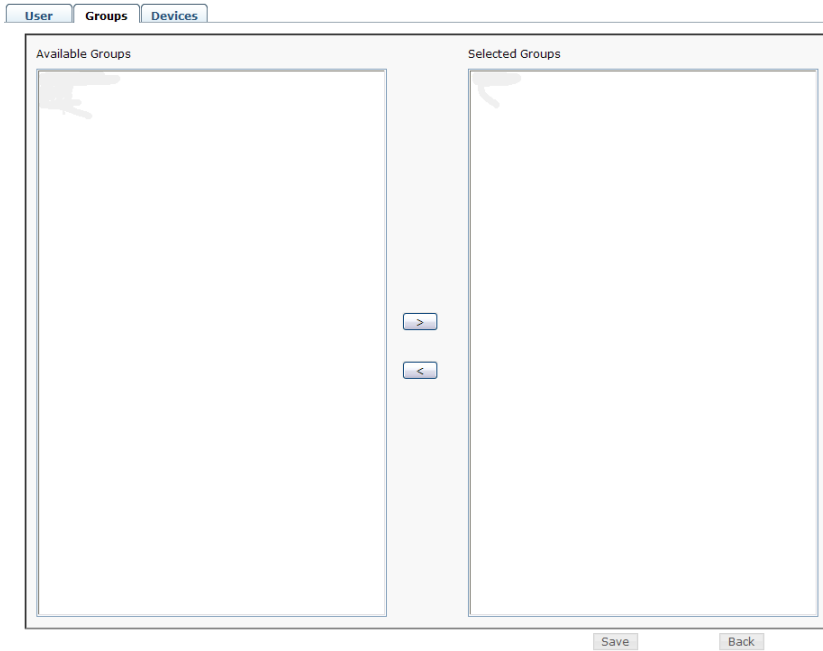 User Groups Devices
Available Groups Selected Groups
>
<
Save Back